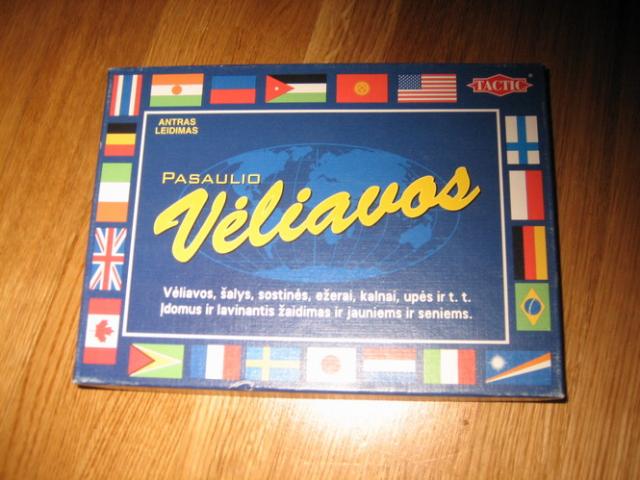 TACTIC®
ANTRAS
LEIDIMAS
PASAULIO
Vėliavos
Vėliavos, šalys, sostinės, ežerai, kalnai, upės ir t. t.
Įdomus ir lavinantis žaidimas ir jauniems ir seniems.